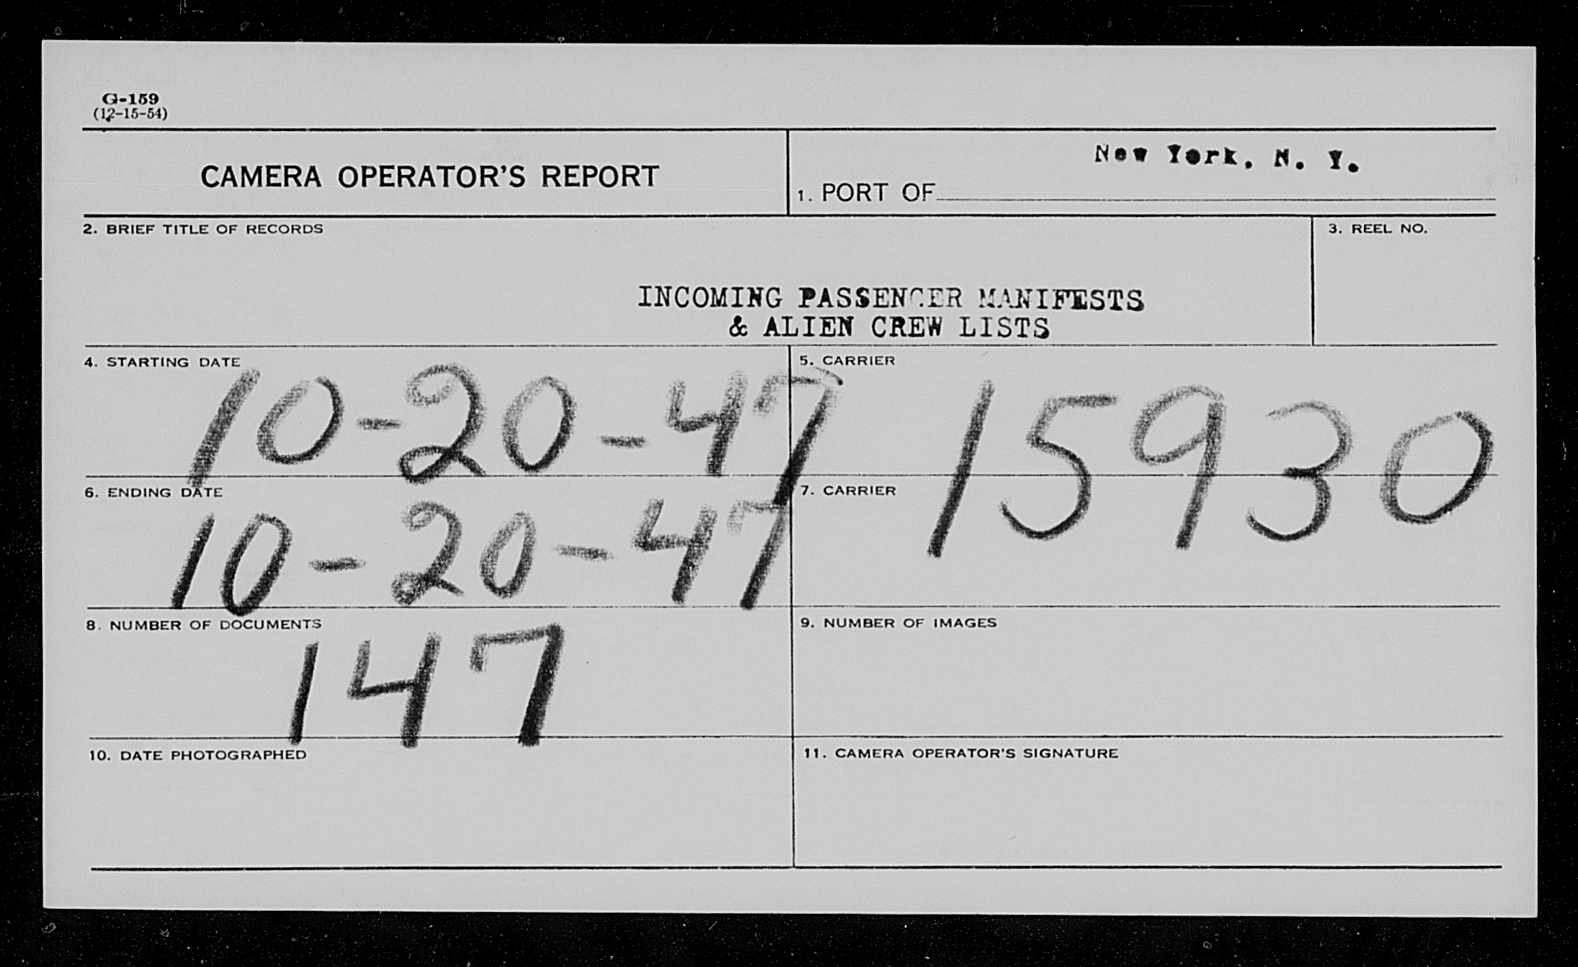 G-159
(12-15-54)
CAMERA OPERATOR'S REPORT
1. PORT OF New York, N. Y.
2. BRIEF TITLE OF RECORDS
INCOMING PASSENGER MANIFESTS
& ALIEN CREW LISTS
3. REEL NO.
4. STARTING DATE
10-20-47
5. CARRIER
15930
6. ENDING DATE
10-20-47
7. CARRIER
8. NUMBER OF DOCUMENTS
147
9. NUMBER OF IMAGES
10. DATE PHOTOGRAPHED
11. CAMERA OPERATOR'S SIGNATURE